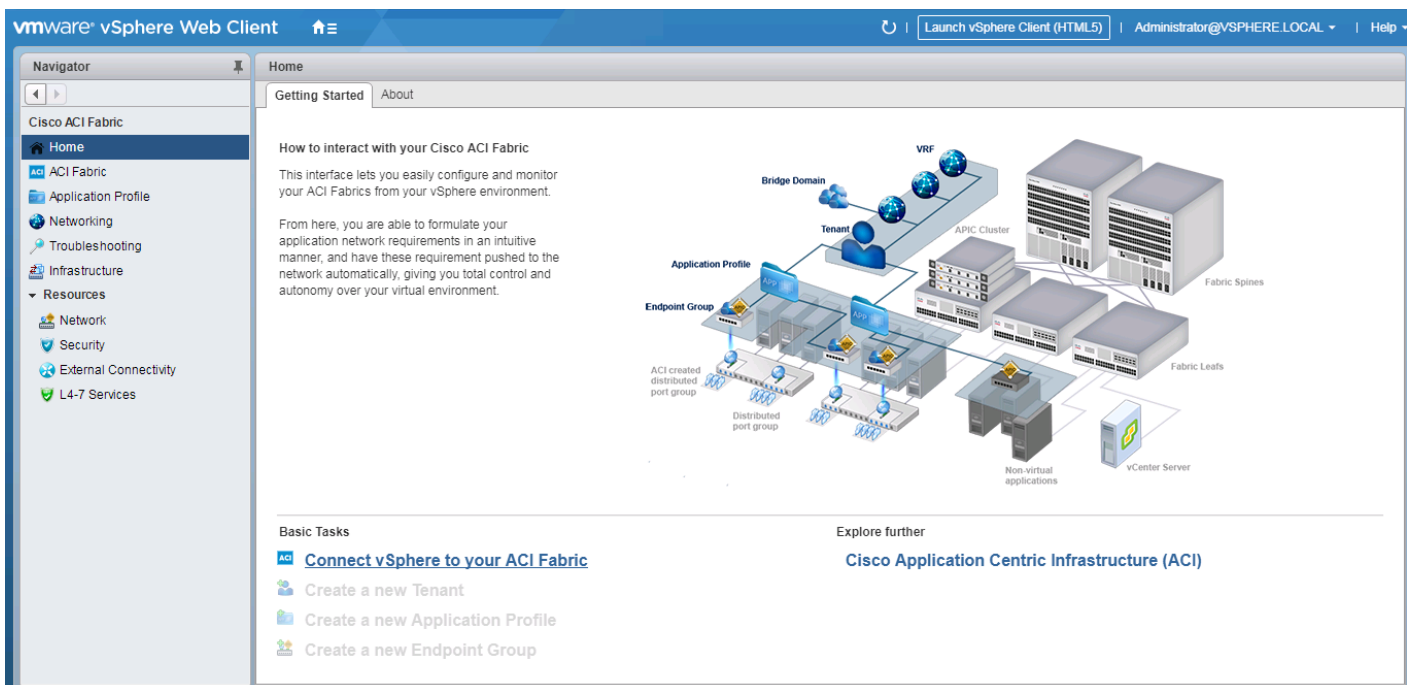 vmware® vSphere Web Client
Launch vSphere Client (HTML5)
Administrator@VSPHERE.LOCAL
Help
Navigator
Home
Getting Started
About
Cisco ACI Fabric
Home
ACI Fabric
Application Profile
Networking
Troubleshooting
Infrastructure
Resources
Network
Security
External Connectivity
L4-7 Services
How to interact with your Cisco ACI Fabric
This interface lets you easily configure and monitor
your ACI Fabrics from your vSphere environment.
From here, you are able to formulate your
application network requirements in an intuitive
manner, and have these requirement pushed to the
network automatically, giving you total control and
autonomy over your virtual environment.
VRF
Bridge Domain
Tenant
APIC Cluster
Application Profile
APP
Fabric Spines
Endpoint Group
APP
ACI created
distributed
port group
Fabric Leafs
Distributed
port group
Non-virtual
applications
vCenter Server
Basic Tasks
Explore further
ACI Connect vSphere to your ACI Fabric
Cisco Application Centric Infrastructure (ACI)
Create a new Tenant
Create a new Application Profile
Create a new Endpoint Group